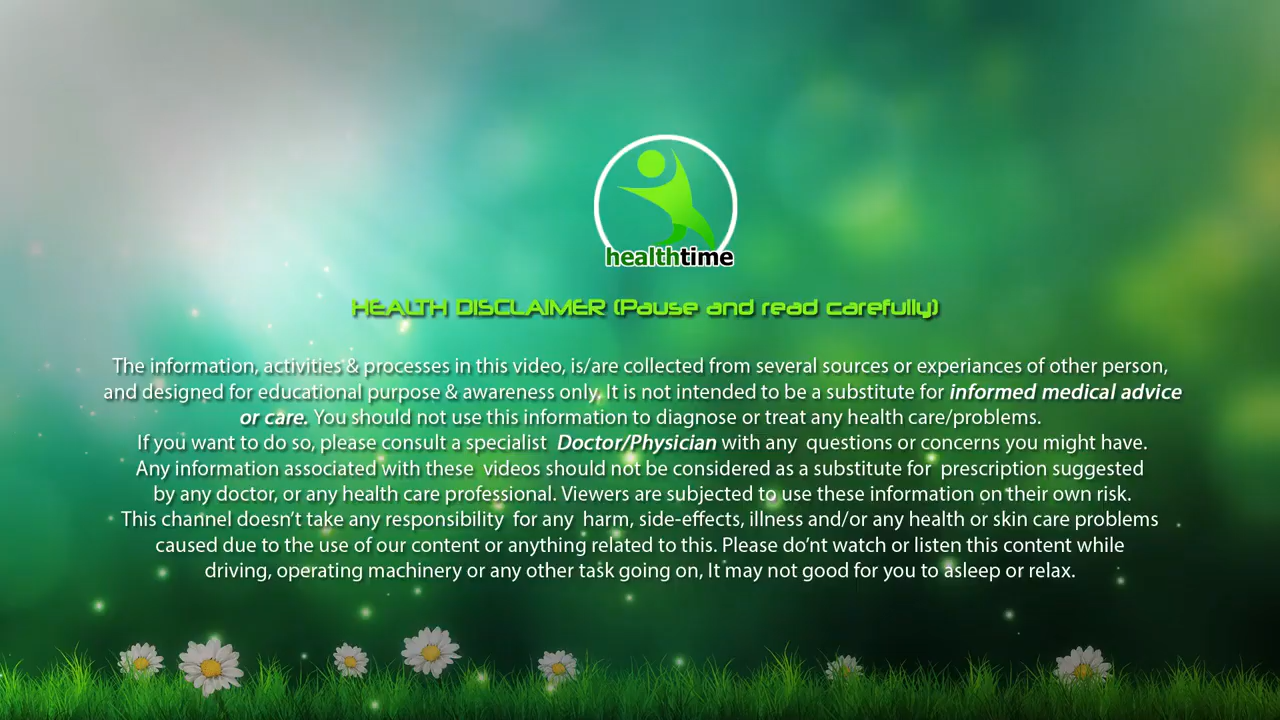 healthtime
HEALTH DISCLAIMER (Pause and read carefully)
The information, activities & processes in this video, is/are collected from several sources or experiances of other person,
and designed for educational purpose & awareness only. It is not intended to be a substitute for informed medical advice
or care. You should not use this information to diagnose or treat any health care/problems.
If you want to do so, please consult a specialist Doctor/Physician with any questions or concerns you might have.
Any information associated with these videos should not be considered as a substitute for prescription suggested
by any doctor, or any health care professional. Viewers are subjected to use these information on their own risk.
This channel doesn't take any responsibility for any harm, side-effects, illness and/or any health or skin care problems
caused due to the use of our content or anything related to this. Please do'nt watch or listen this content while
driving, operating machinery or any other task going on, It may not good for you to asleep or relax.